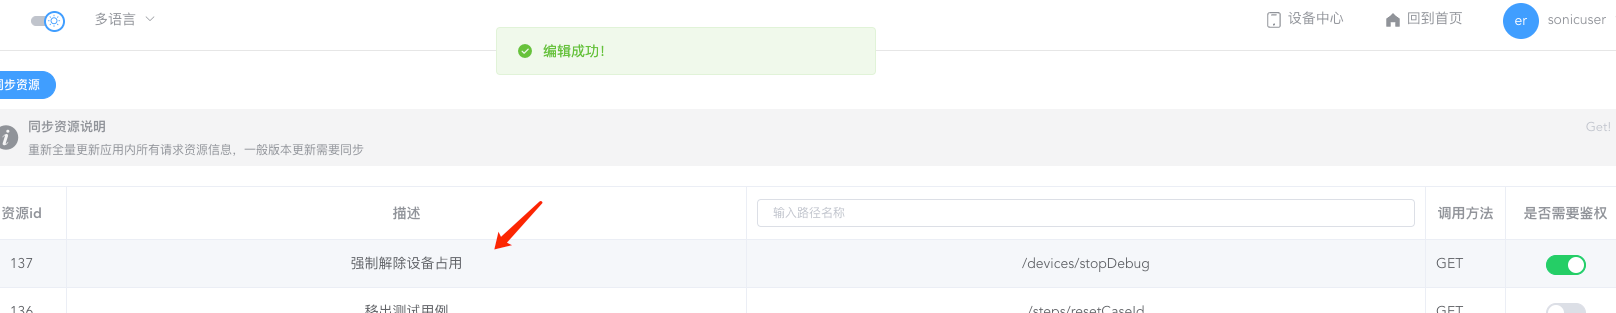 多语言
设备中心
回到首页
er
sonicuser
编辑成功!
同步资源
同步资源说明
Get!
重新全量更新应用内所有请求资源信息，一般版本更新需要同步
资源id
描述
输入路径名称
调用方法
是否需要鉴权
137
强制解除设备占用
/devices/stopDebug
GET
136
移出测试用例
/steps/resetCaseId
GET